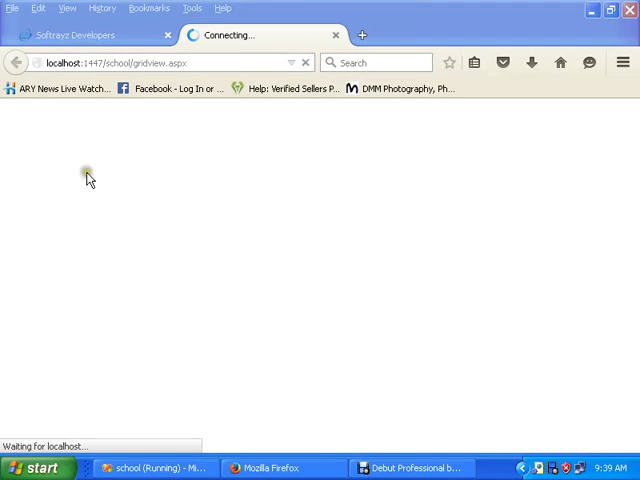 File Edit View History Bookmarks Tools Help
Softrayz Developers Connecting...
localhost:1447/school/gridview.aspx Search
ARY News Live Watch... Facebook - Log In or ... Help: Verified Sellers P... DMM Photography, Ph...
Waiting for localhost...
start school (Running) - Mi... Mozilla Firefox Debut Professional b... 9:39 AM